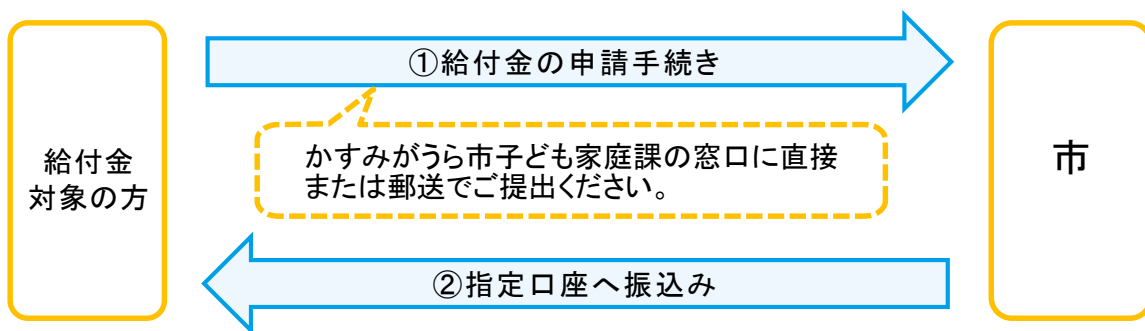 ①給付金の申請手続き
給付金
対象の方
かすみがうら市子ども家庭課の窓口に直接
または郵送でご提出ください。
市
②指定口座へ振込み